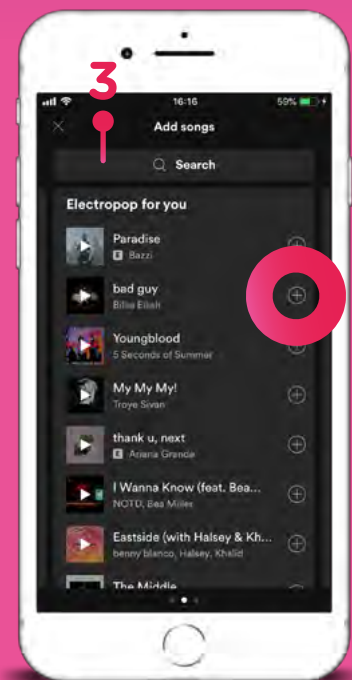 3
16:16
59%
Add songs
Search
Electropop for you
Paradise
E Bazzi
bad guy
Billie Eilish
Youngblood
5 Seconds of Summer
My My My!
Troye Sivan
thank u, next
E Ariana Grande
I Wanna Know (feat. Bea...
NOTD, Bea Miller
Eastside (with Halsey & Kh...
benny blanco, Halsey, Khalid
The Middle